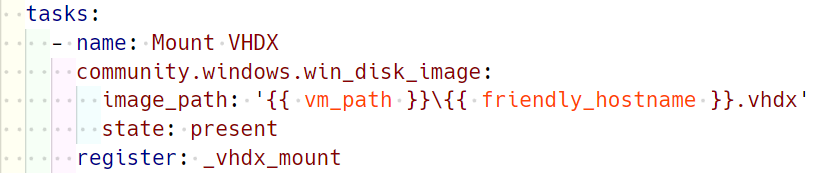 tasks:
- name: Mount VHDX
community.windows.win_disk_image:
image_path: '{{ vm_path }}\{{ friendly_hostname }}.vhdx'
state: present
register: _vhdx_mount